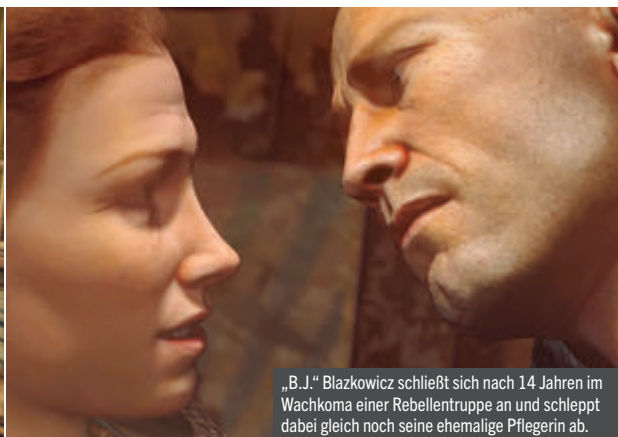 „B.J.“ Blazkowicz schließt sich nach 14 Jahren im
Wachkoma einer Rebellentruppe an und schleppt
dabei gleich noch seine ehemalige Pflegerin ab.